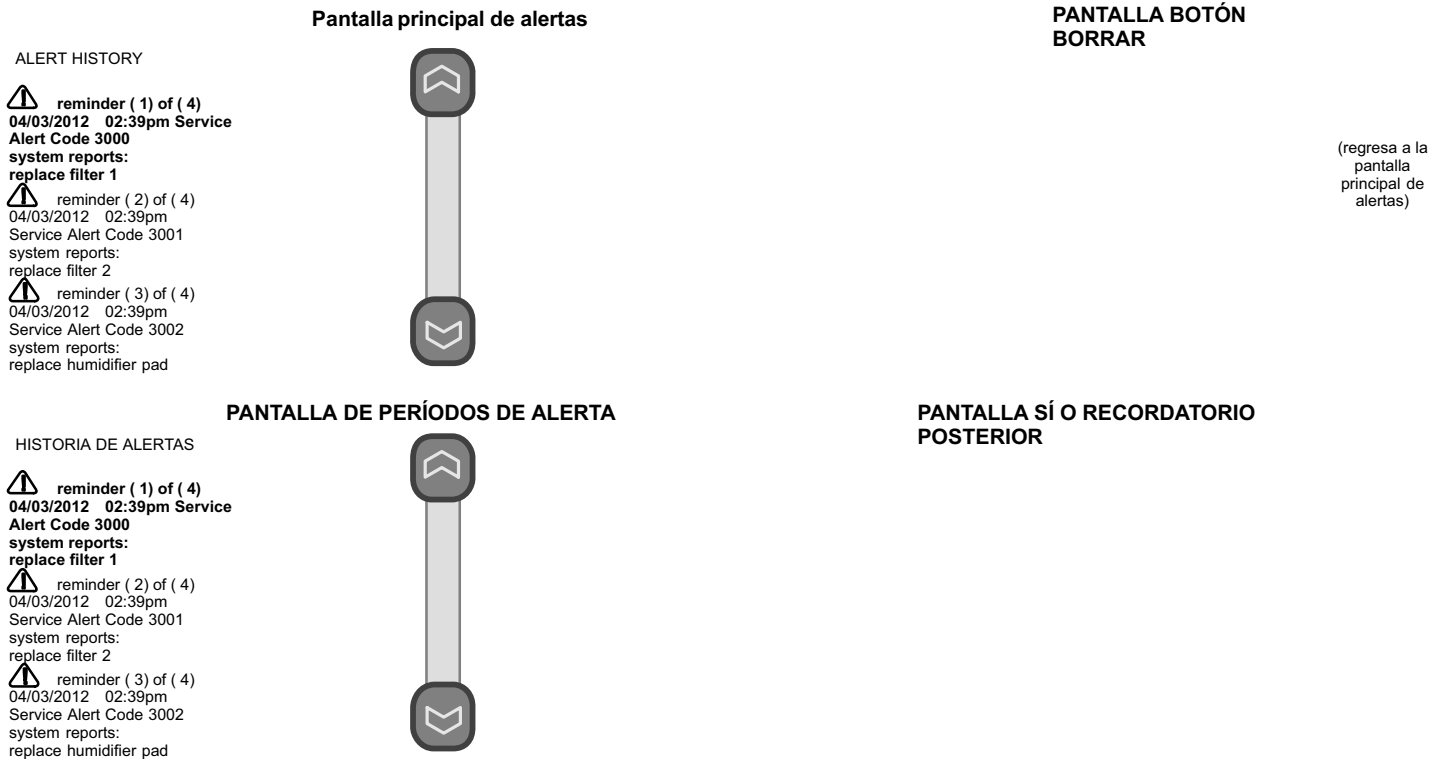 Pantalla principal de alertas
ALERT HISTORY
reminder ( 1) of ( 4)
04/03/2012 02:39pm Service
Alert Code 3000
system reports:
replace filter 1
reminder ( 2) of ( 4)
04/03/2012 02:39pm
Service Alert Code 3001
system reports:
replace filter 2
reminder ( 3) of ( 4)
04/03/2012 02:39pm
Service Alert Code 3002
system reports:
replace humidifier pad
PANTALLA BOTÓN
BORRAR
(regresa a la
pantalla
principal de
alertas)
PANTALLA DE PERÍODOS DE ALERTA
HISTORIA DE ALERTAS
reminder ( 1) of ( 4)
04/03/2012 02:39pm Service
Alert Code 3000
system reports:
replace filter 1
reminder ( 2) of ( 4)
04/03/2012 02:39pm
Service Alert Code 3001
system reports:
replace filter 2
reminder ( 3) of ( 4)
04/03/2012 02:39pm
Service Alert Code 3002
system reports:
replace humidifier pad
PANTALLA SÍ O RECORDATORIO
POSTERIOR